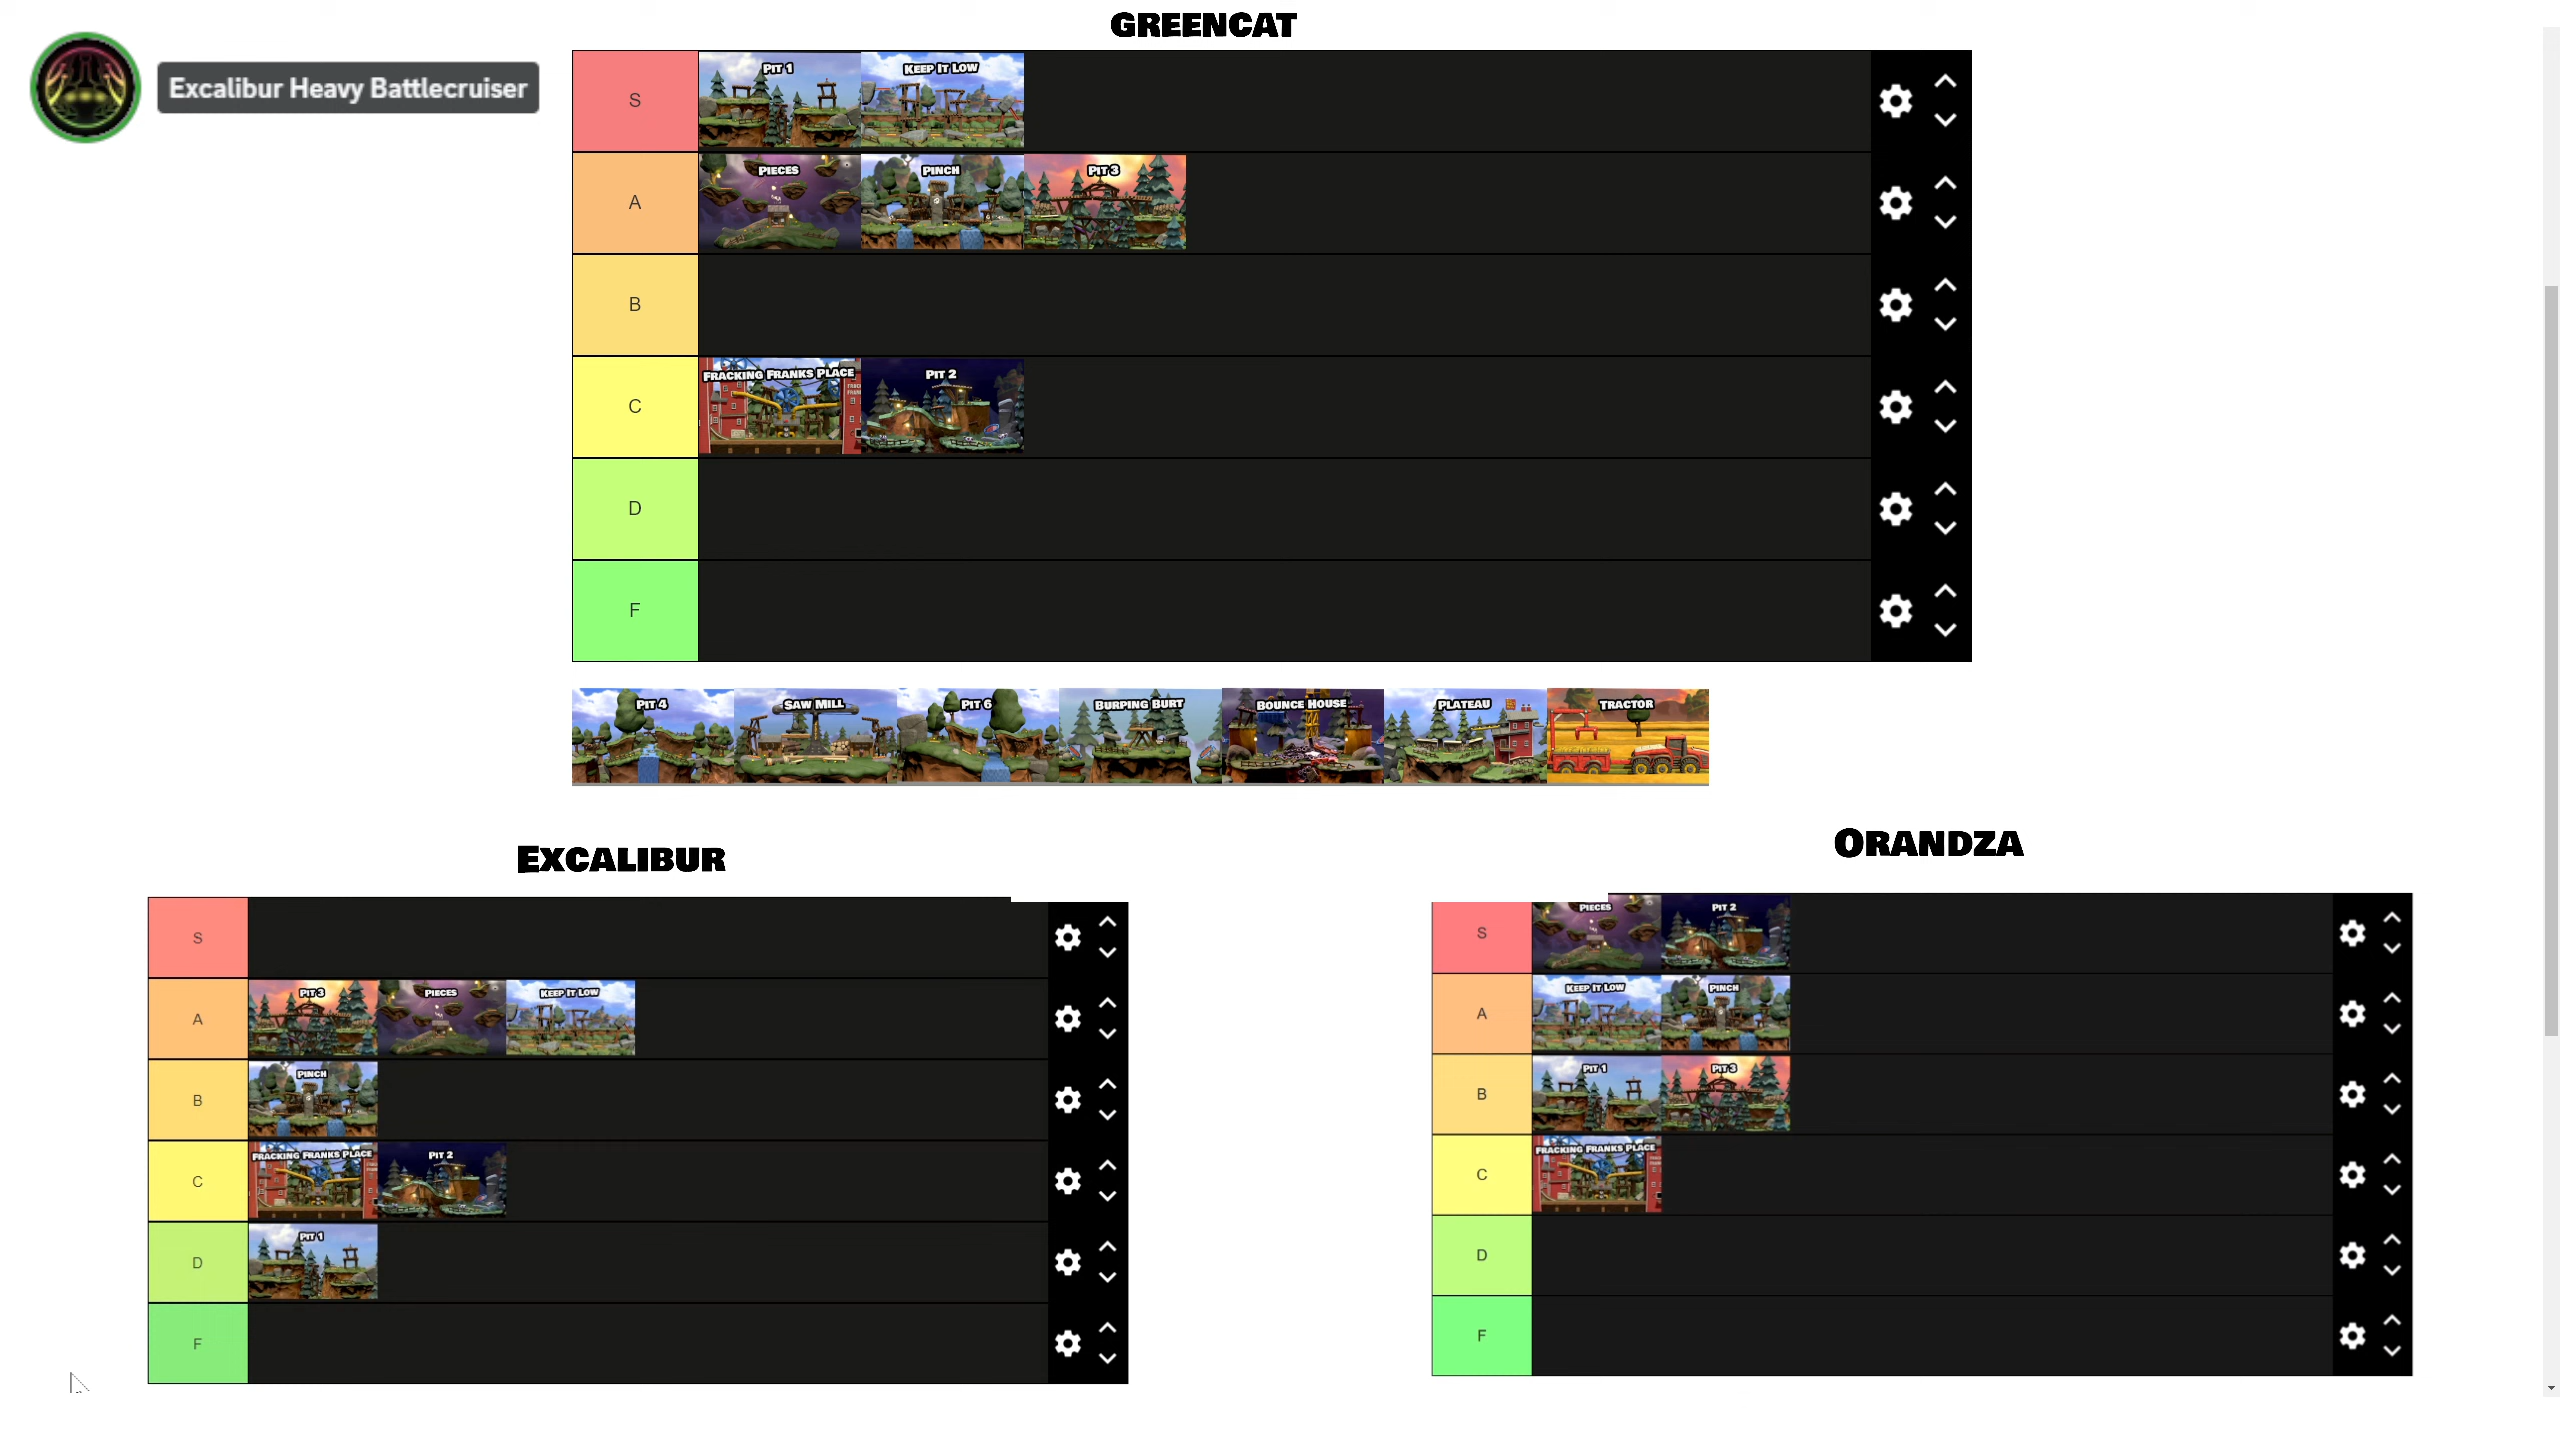 GREENCAT
Excalibur Heavy Battlecruiser
S
PIT 1
KEEP IT LOW
A
PIECES
PINCH
PIT 3
B
C
FRACKING FRANKS PLACE
PIT 2
D
F
PIT 4
SAW MILL
PIT 6
BURPING BURT
BOUNCE HOUSE
PLATEAU
TRACTOR
EXCALIBUR
S
A
PIT 3
PIECES
KEEP IT LOW
B
PINCH
C
FRACKING FRANKS PLACE
PIT 2
D
PIT 1
F
ORANDZA
S
PIECES
PIT 2
A
KEEP IT LOW
PINCH
B
PIT 1
PIT 3
C
FRACKING FRANKS PLACE
D
F